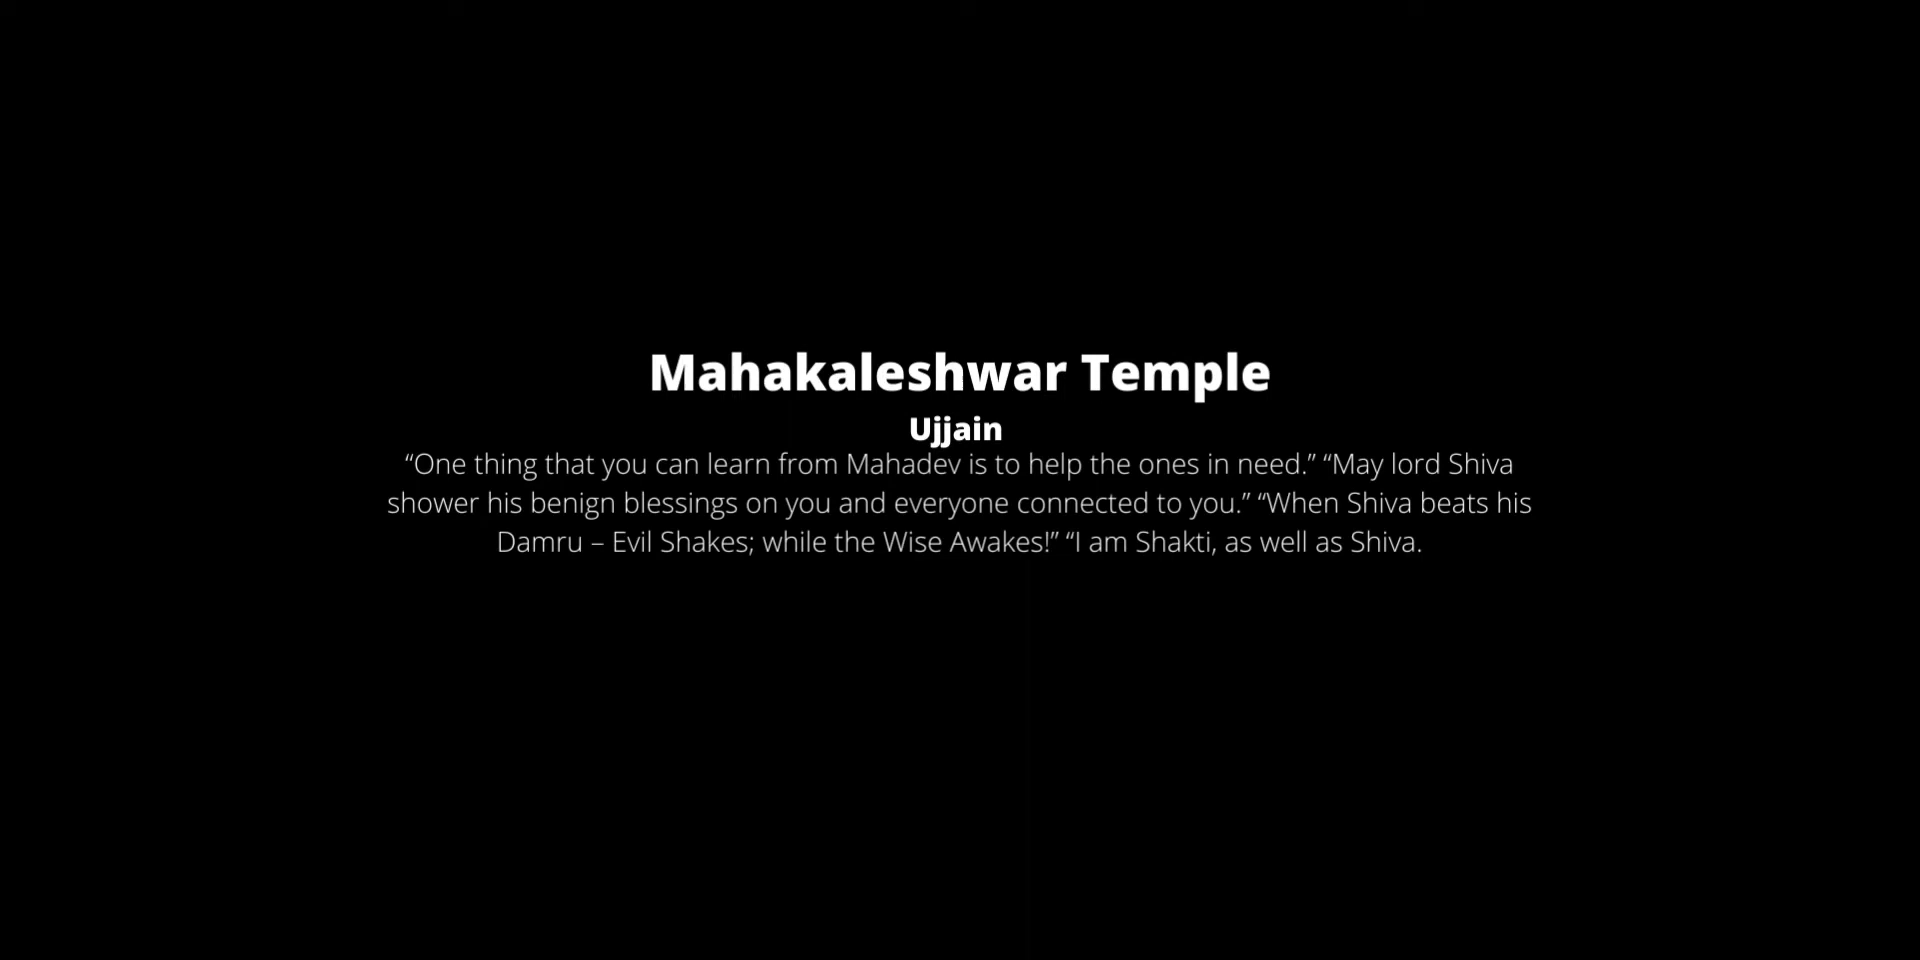 Mahakaleshwar Temple
Ujjain
“One thing that you can learn from Mahadev is to help the ones in need.” “May lord Shiva
shower his benign blessings on you and everyone connected to you.” “When Shiva beats his
Damru – Evil Shakes; while the Wise Awakes!” “I am Shakti, as well as Shiva.